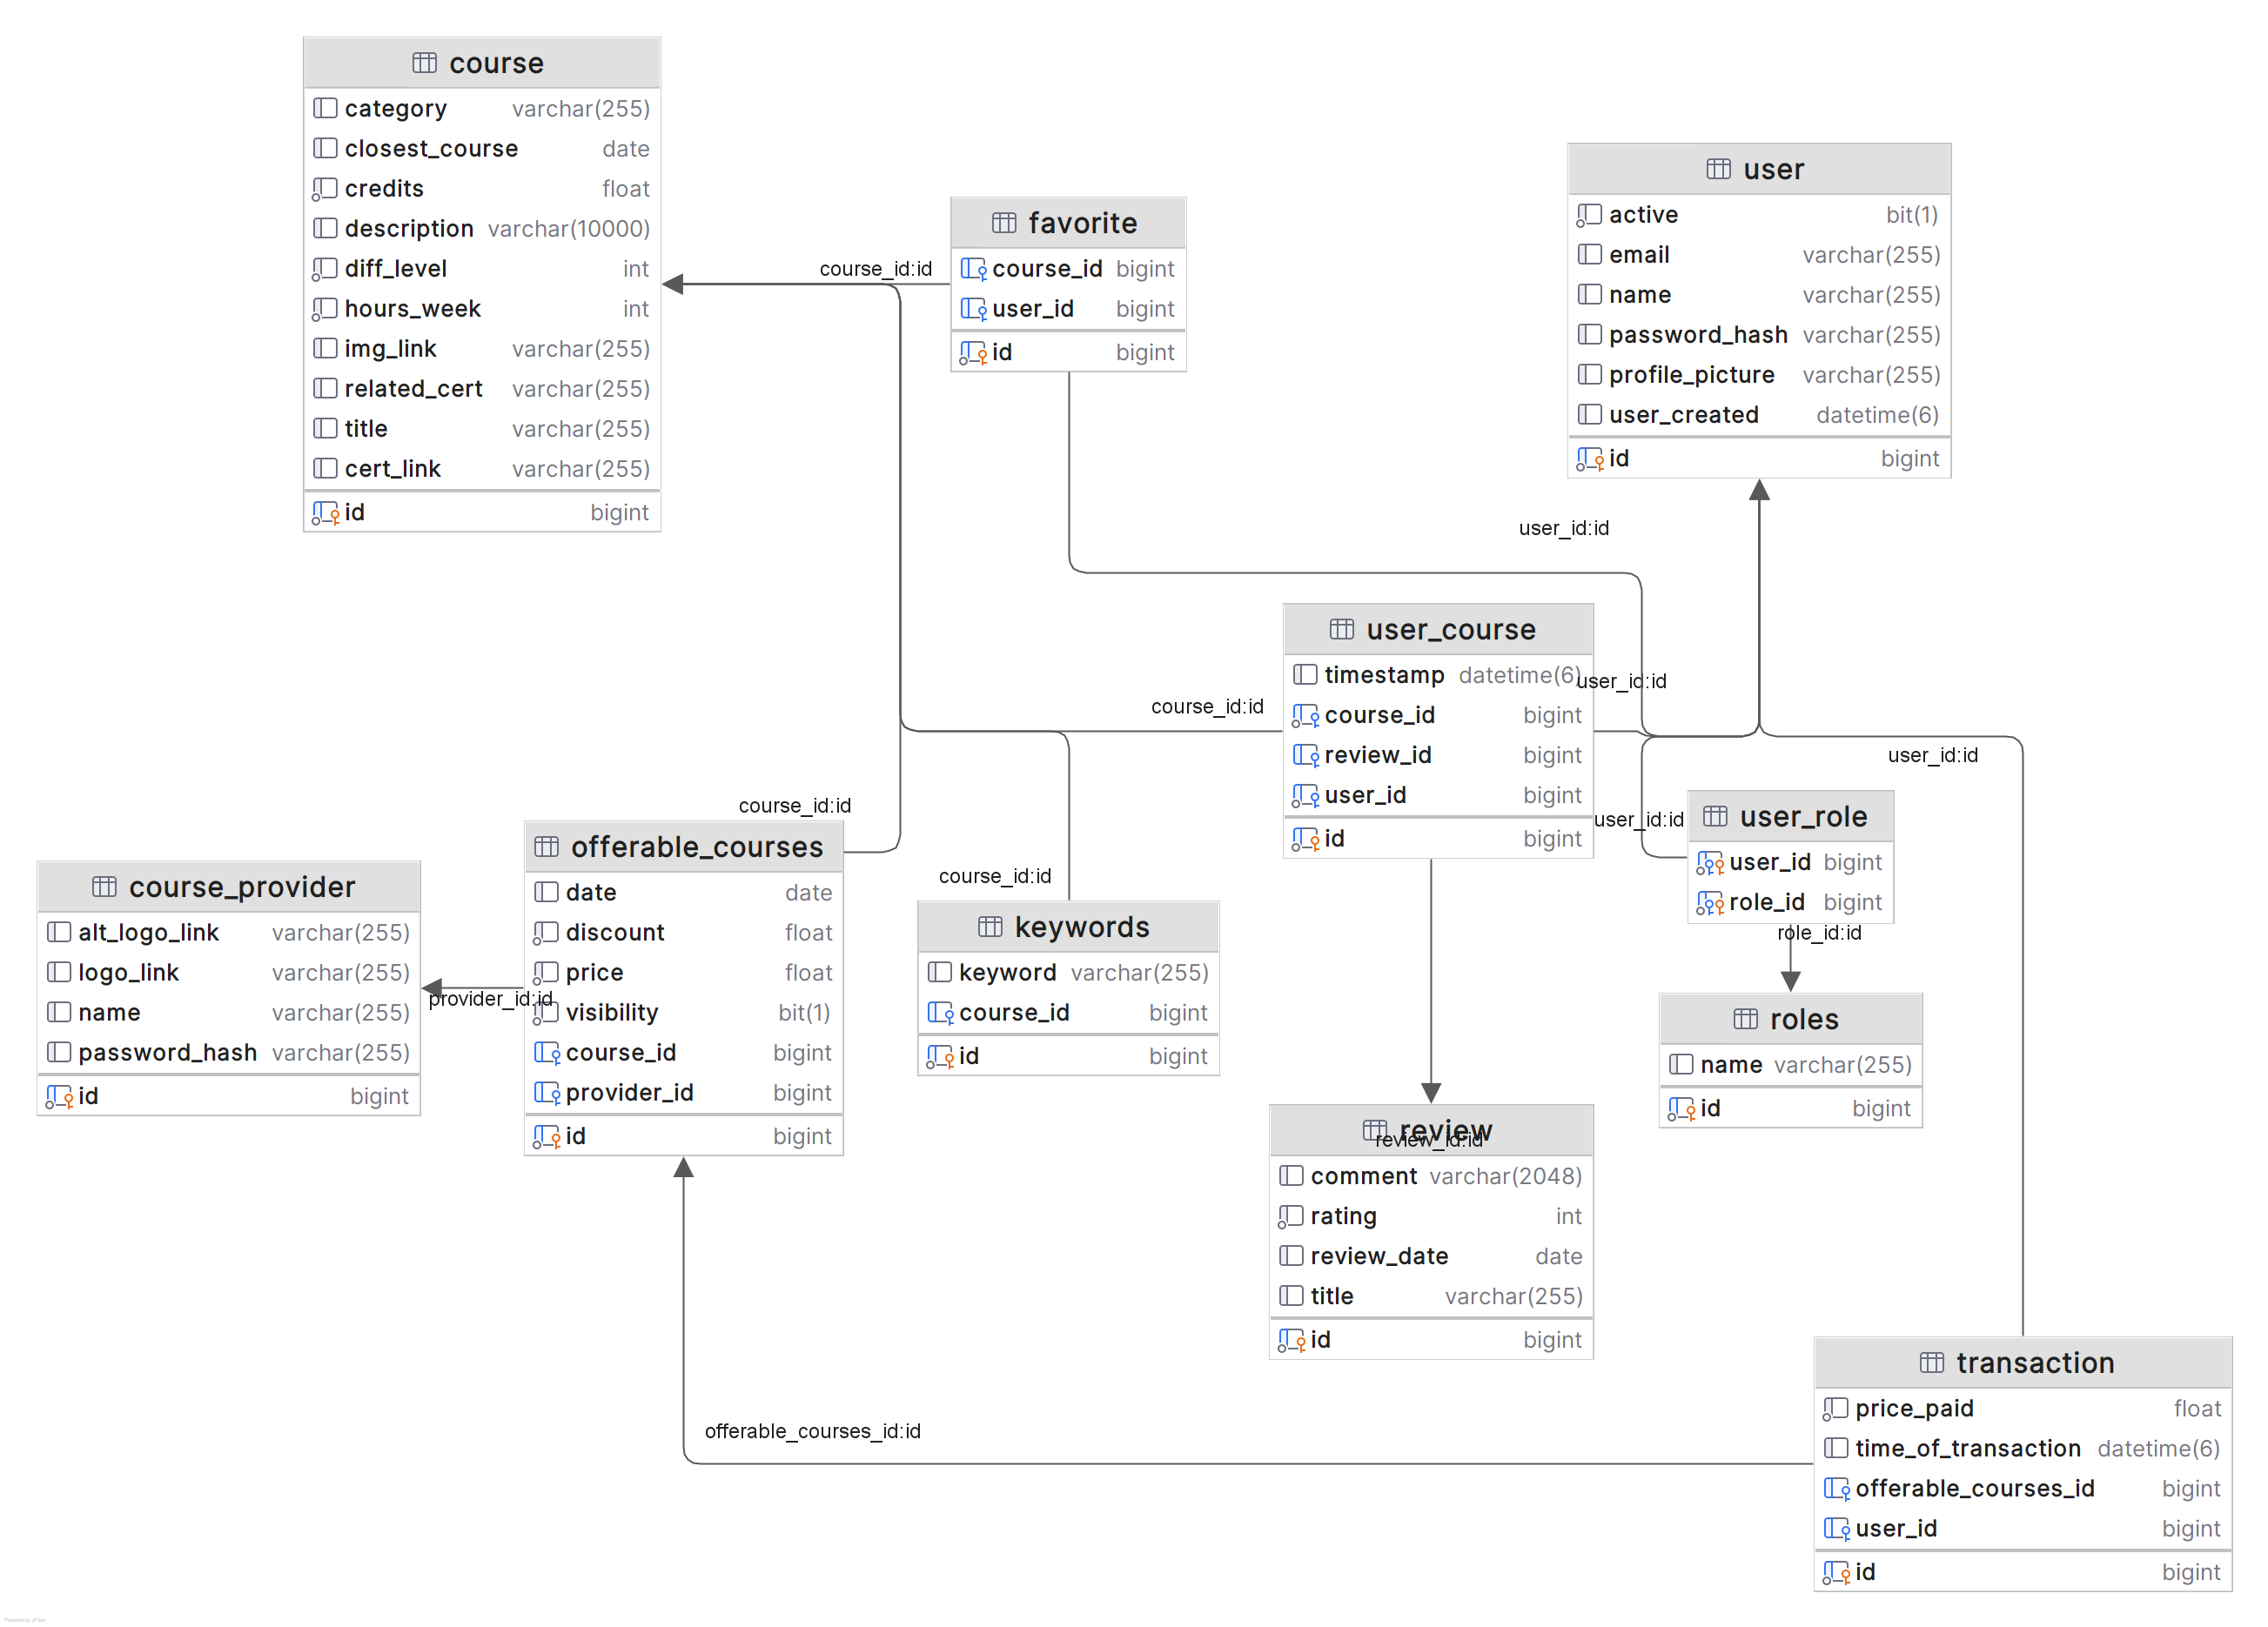 course
category varchar(255)
closest_course date
credits float
description varchar(10000)
diff_level int
hours_week int
img_link varchar(255)
related_cert varchar(255)
title varchar(255)
cert_link varchar(255)
id bigint
course_id:id
favorite
course_id bigint
user_id bigint
id bigint
user
active bit(1)
email varchar(255)
name varchar(255)
password_hash varchar(255)
profile_picture varchar(255)
user_created datetime(6)
id bigint
user_id:id
user_course
timestamp datetime(6)
course_id bigint
review_id bigint
user_id bigint
id bigint
user_id:id
course_id:id
user_id:id
user_id:id
user_role
user_id bigint
role_id bigint
role_id:id
roles
name varchar(255)
id bigint
course_id:id
offerable_courses
date date
discount float
price float
visibility bit(1)
course_id bigint
provider_id bigint
id bigint
course_provider
alt_logo_link varchar(255)
logo_link varchar(255)
name varchar(255)
password_hash varchar(255)
id bigint
provider_id:id
course_id:id
keywords
keyword varchar(255)
course_id bigint
id bigint
review
review_id:id
comment varchar(2048)
rating int
review_date date
title varchar(255)
id bigint
offerable_courses_id:id
transaction
price_paid float
time_of_transaction datetime(6)
offerable_courses_id bigint
user_id bigint
id bigint
Powered by yFiles